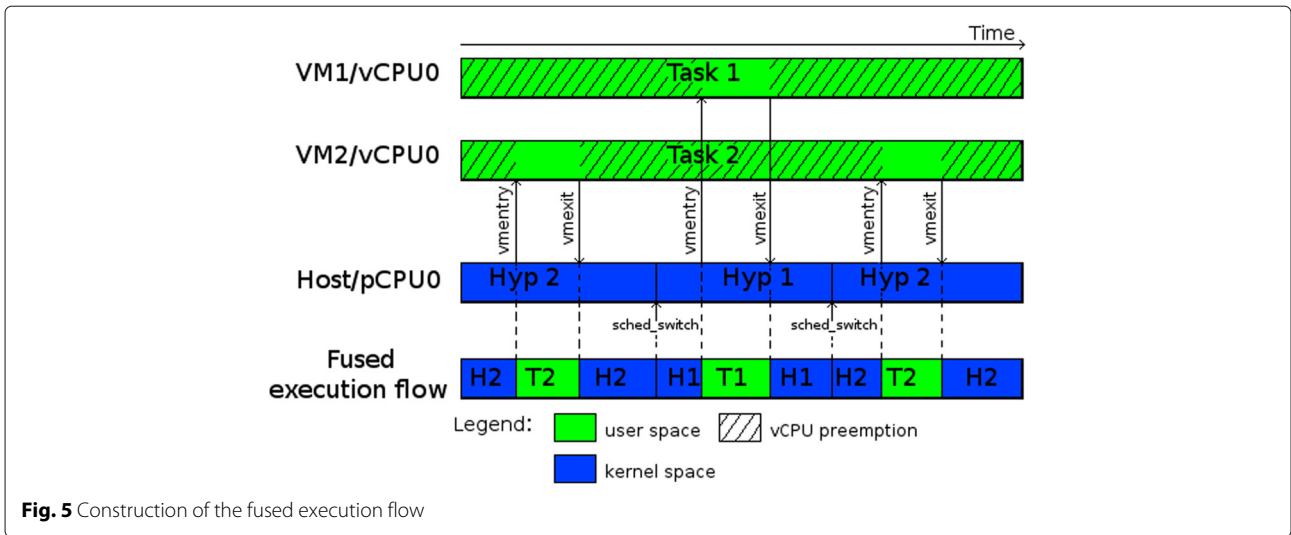 Time
VM1/vCPU0
Task 1
VM2/vCPU0
Task 2
vmentry
vmexit
vmentry
vmexit
vmentry
vmexit
Host/pCPU0
Hyp 2
Hyp 1
Hyp 2
sched_switch
sched_switch
Fused
execution flow
H2 T2 H2 H1 T1 H1 H2 T2 H2
Legend:
user space
vCPU preemption
kernel space
Fig. 5 Construction of the fused execution flow